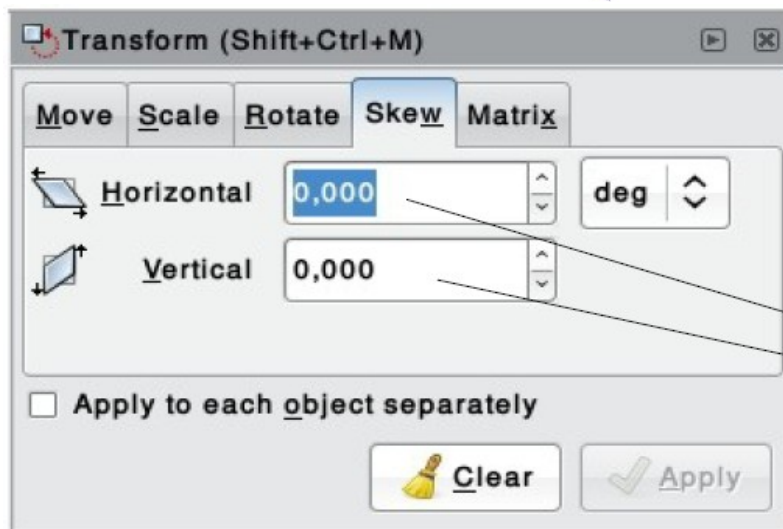 Transform (Shift+Ctrl+M)
Move Scale Rotate Skew Matrix
Horizontal 0,000 deg
Vertical 0,000
Apply to each object separately
Clear Apply